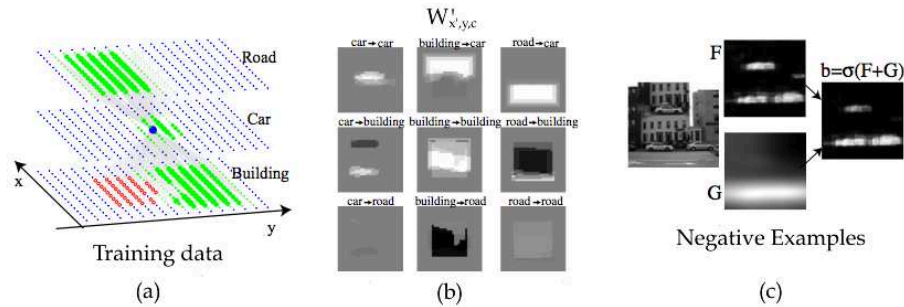 Road
Car
Building
x
y
Training data
(a)
W'x',y,c
car→car building→car road→car
car→building building→building road→building
car→road building→road road→road
(b)
F
G
b=σ(F+G)
Negative Examples
(c)